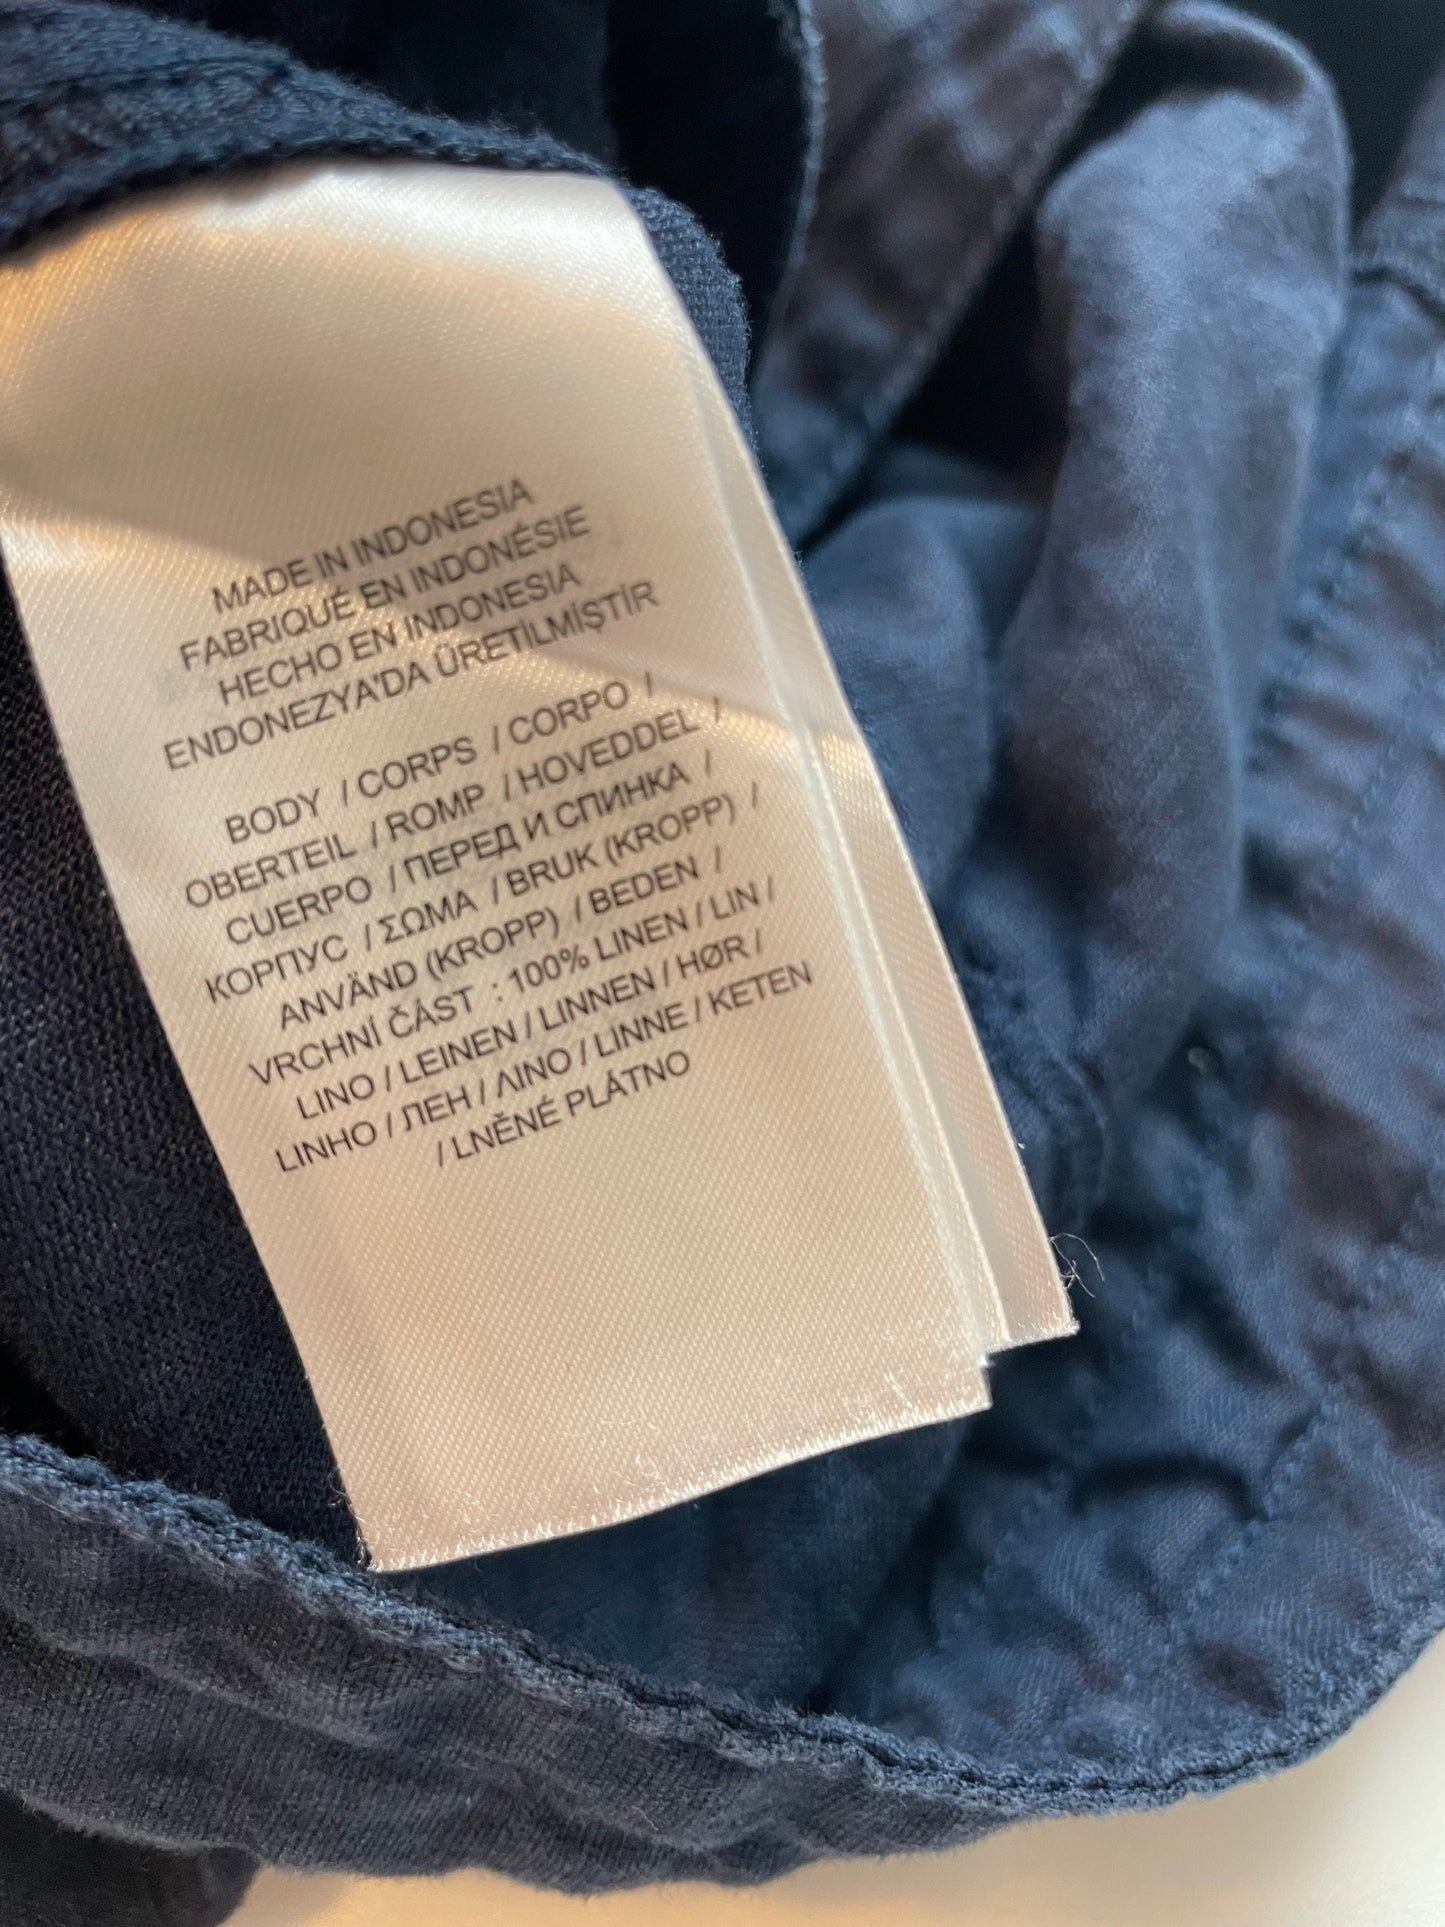 MADE IN INDONESIA
FABRIQUÉ EN INDONÉSIE
HECHO EN INDONESIA
ENDONEZYA'DA ÜRETİLMİŞTİR
BODY / CORPS / CORPO /
OBERTEIL / ROMP / HOVEDDEL /
CUERPO / ПЕРЕД И СПИНКА /
КОРПУС / ΣΩΜΑ / BRUK (KROPP) /
ANVÄND (KROPP) / BEDEN /
VRCHNÍ ČÁST : 100% LINEN / LIN /
LINO / LEINEN / LINNEN / HØR /
LINHO / ЛЕН / ΛΙΝΟ / LINNE / KETEN
/ LNĚNÉ PLÁTNO